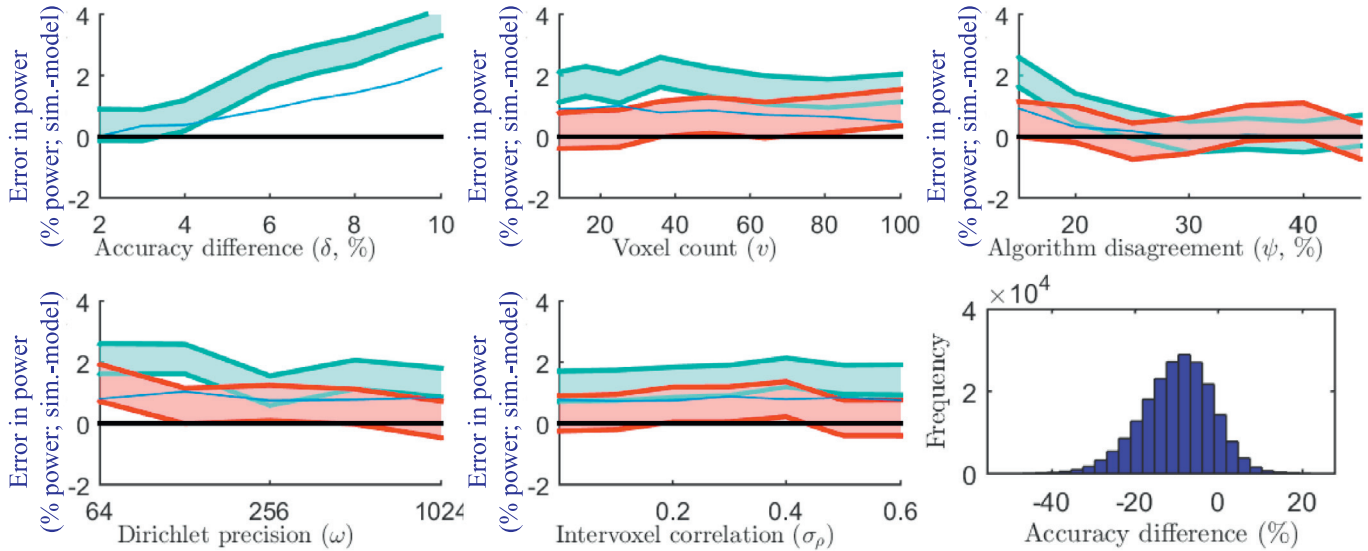 Error in power
(% power; sim.-model)
4
2
0
-2
2
4
6
8
10
Accuracy difference (δ, %)
Error in power
(% power; sim.-model)
4
2
0
-2
20
40
60
80
100
Voxel count (v)
Error in power
(% power; sim.-model)
4
2
0
-2
20
30
40
Algorithm disagreement (ψ, %)
Error in power
(% power; sim.-model)
4
2
0
-2
64
256
1024
Dirichlet precision (ω)
Error in power
(% power; sim.-model)
4
2
0
-2
0.2
0.4
0.6
Intervoxel correlation (σρ)
×10⁴
Frequency
4
2
0
-40
-20
0
20
Accuracy difference (%)